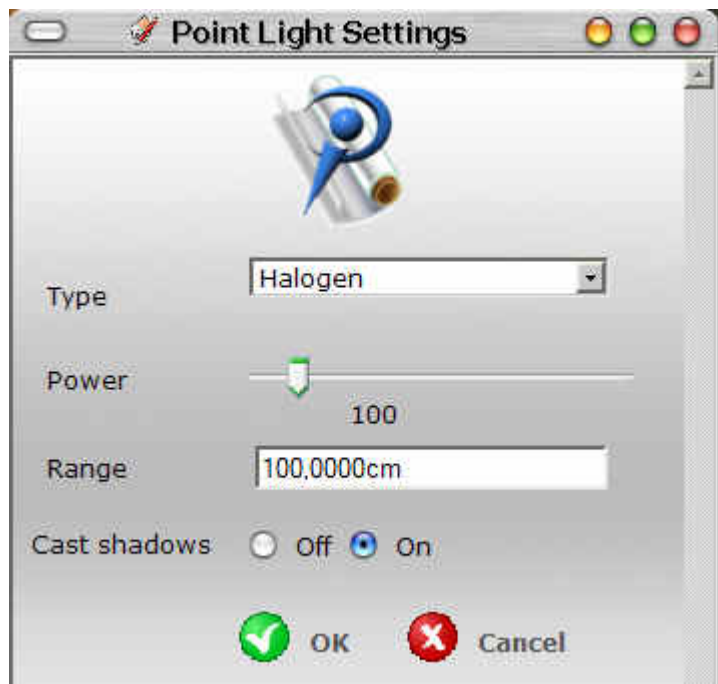 Point Light Settings
Type
Halogen
Power
100
Range
100,0000cm
Cast shadows
Off
On
OK
Cancel